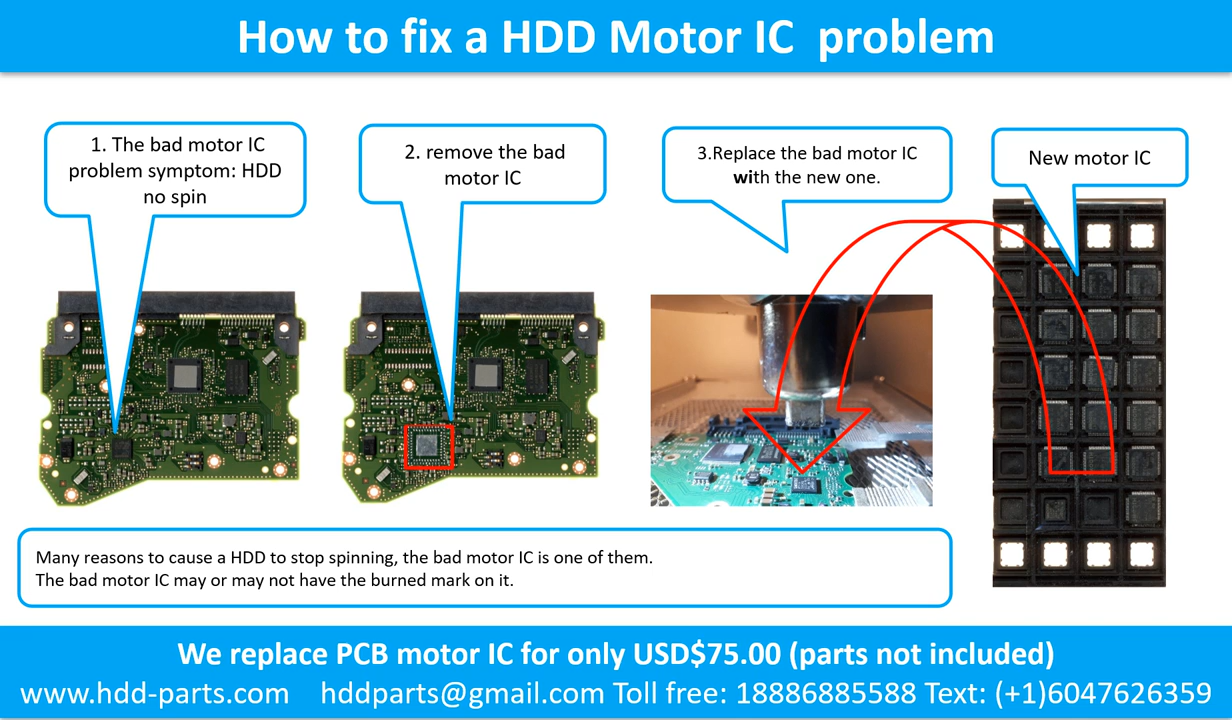 How to fix a HDD Motor IC  problem
1. The bad motor IC
problem symptom: HDD
no spin
2. remove the bad
motor IC
3.Replace the bad motor IC
with the new one.
New motor IC
Many reasons to cause a HDD to stop spinning, the bad motor IC is one of them.
The bad motor IC may or may not have the burned mark on it.
We replace PCB motor IC for only USD$75.00 (parts not included)
www.hdd-parts.com    hddparts@gmail.com Toll free: 18886885588 Text: (+1)6047626359